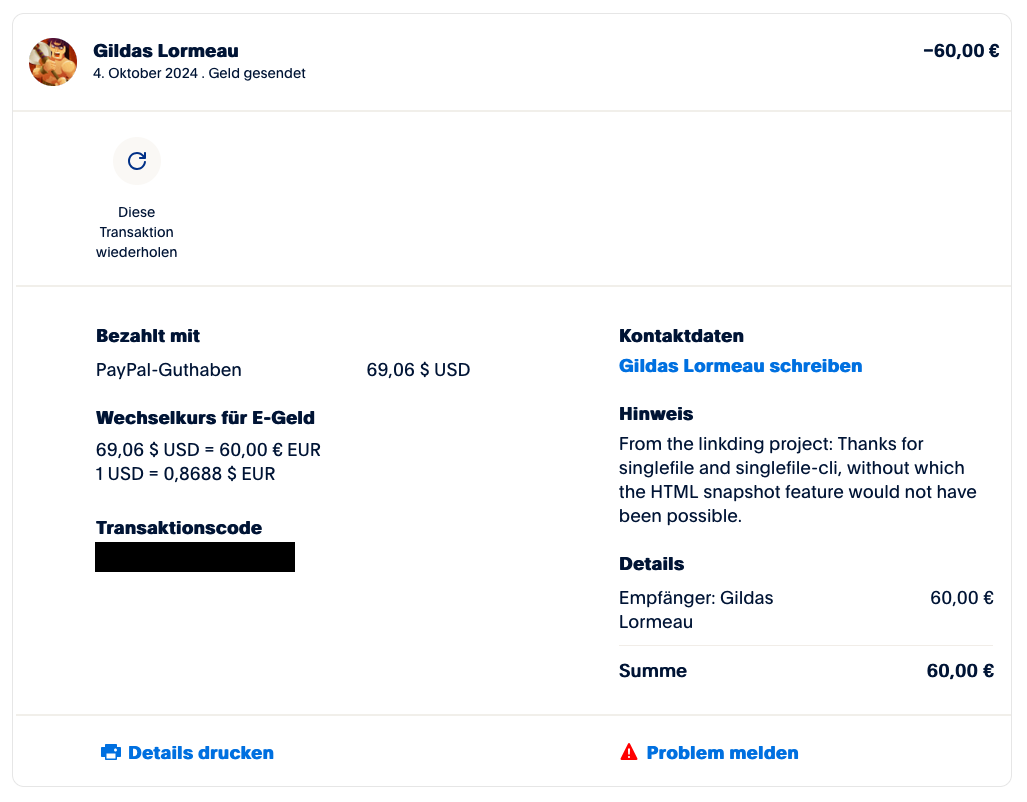 Gildas Lormeau
−60,00 €
4. Oktober 2024 . Geld gesendet
Diese
Transaktion
wiederholen
Bezahlt mit
PayPal-Guthaben 69,06 $ USD
Wechselkurs für E-Geld
69,06 $ USD = 60,00 € EUR
1 USD = 0,8688 $ EUR
Transaktionscode
Kontaktdaten
Gildas Lormeau schreiben
Hinweis
From the linkding project: Thanks for
singlefile and singlefile-cli, without which
the HTML snapshot feature would not have
been possible.
Details
Empfänger: Gildas 60,00 €
Lormeau
Summe 60,00 €
Details drucken
Problem melden